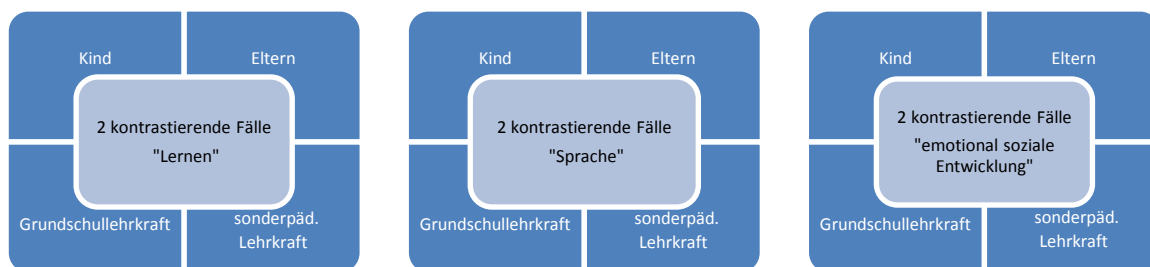 Kind
Eltern
2 kontrastierende Fälle
"Lernen"
Grundschullehrkraft
sonderpäd.
Lehrkraft
Kind
Eltern
2 kontrastierende Fälle
"Sprache"
Grundschullehrkraft
sonderpäd.
Lehrkraft
Kind
Eltern
2 kontrastierende Fälle
"emotional soziale
Entwicklung"
Grundschullehrkraft
sonderpäd.
Lehrkraft